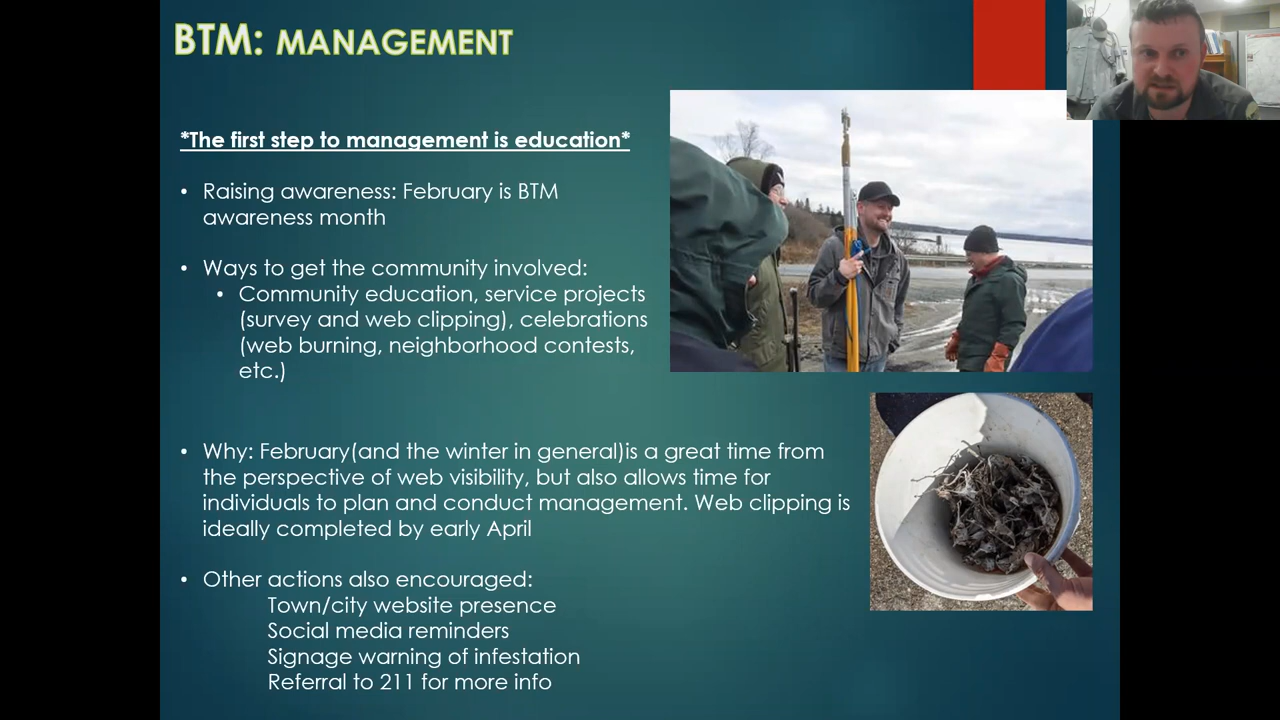 BTM: MANAGEMENT
*The first step to management is education*
• Raising awareness: February is BTM
awareness month
• Ways to get the community involved:
• Community education, service projects
(survey and web clipping), celebrations
(web burning, neighborhood contests,
etc.)
• Why: February(and the winter in general)is a great time from
the perspective of web visibility, but also allows time for
individuals to plan and conduct management. Web clipping is
ideally completed by early April
• Other actions also encouraged:
Town/city website presence
Social media reminders
Signage warning of infestation
Referral to 211 for more info